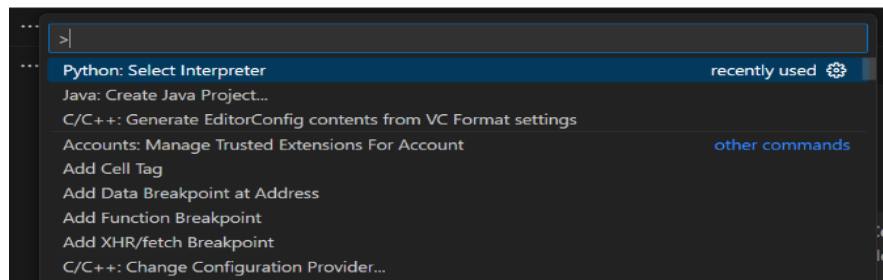 ...
>
...
Python: Select Interpreter recently used
Java: Create Java Project...
C/C++: Generate EditorConfig contents from VC Format settings
Accounts: Manage Trusted Extensions For Account other commands
Add Cell Tag
Add Data Breakpoint at Address
Add Function Breakpoint
Add XHR/fetch Breakpoint
C/C++: Change Configuration Provider...